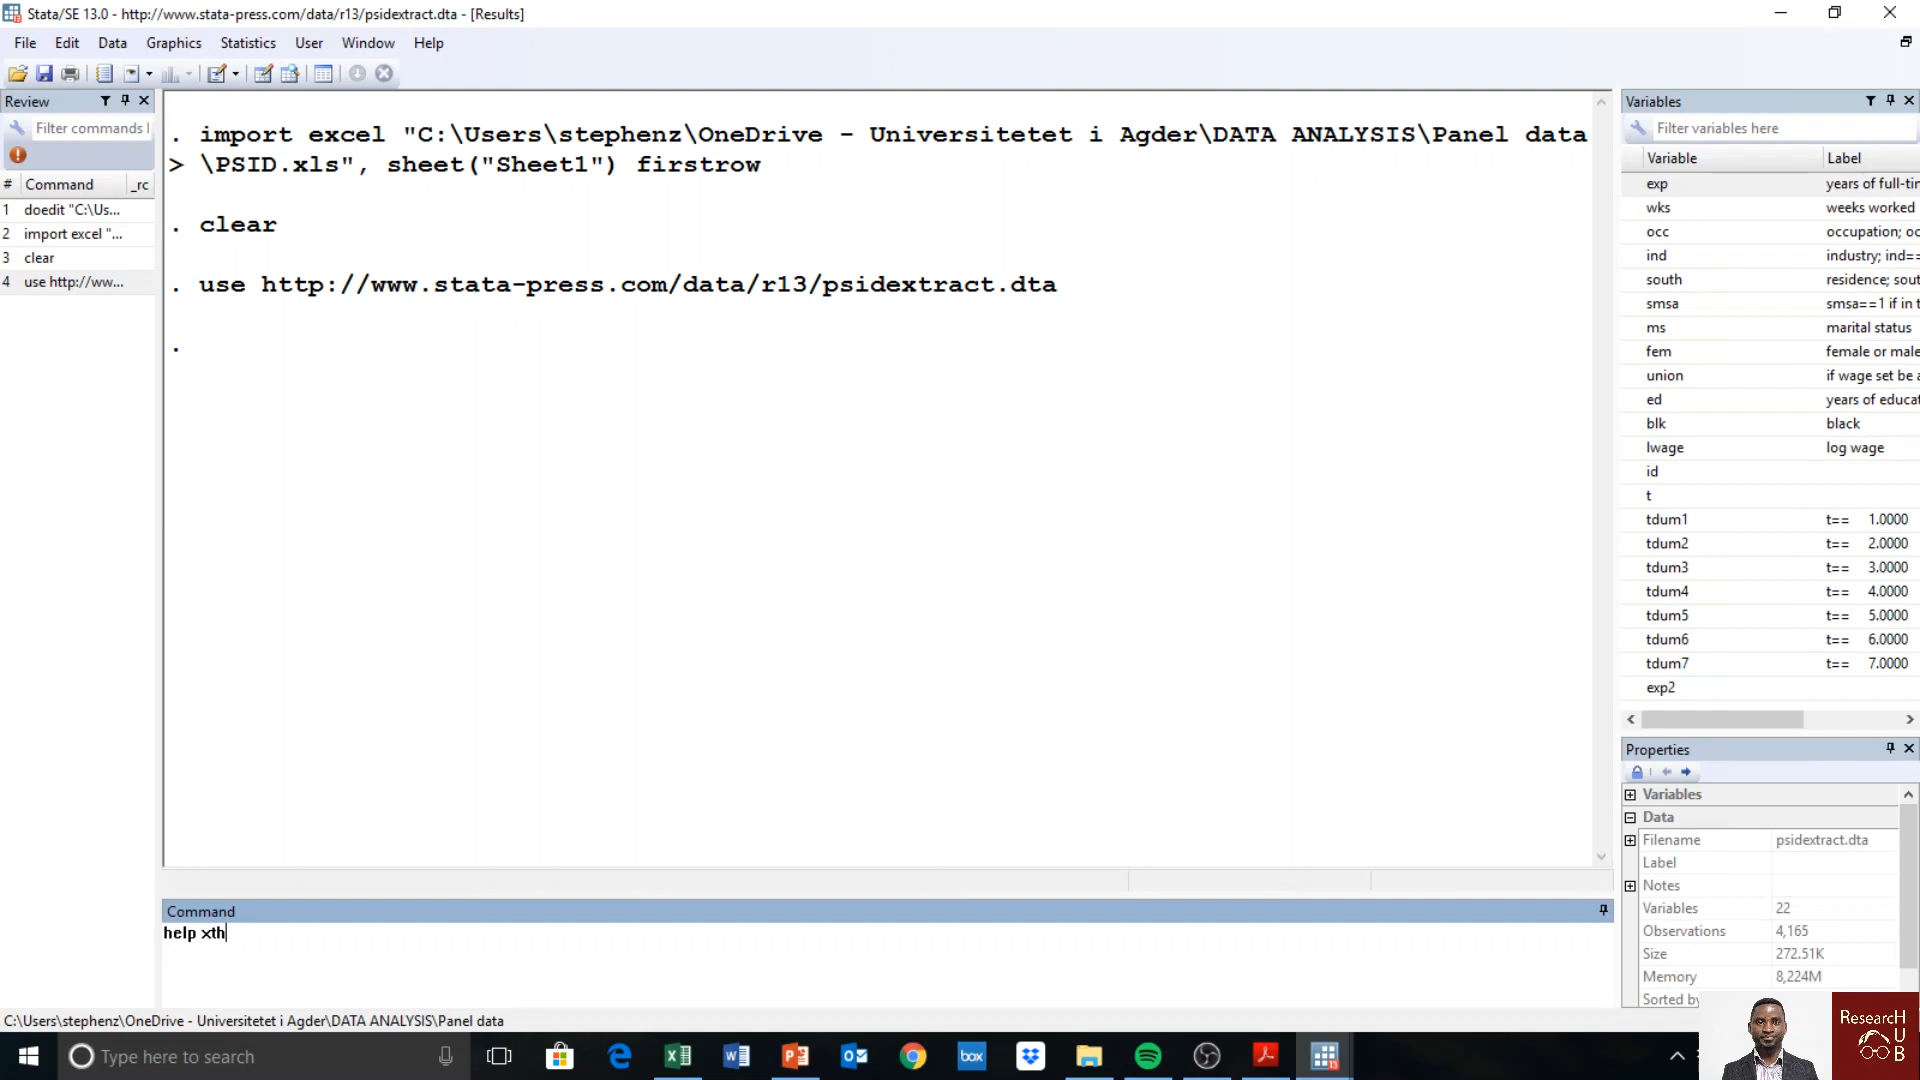 Stata/SE 13.0 - http://www.stata-press.com/data/r13/psidextract.dta - [Results]
File Edit Data Graphics Statistics User Window Help
Review
Filter commands
# Command _rc
1 doedit "C:\Us...
2 import excel "...
3 clear
4 use http://ww...
. import excel "C:\Users\stephenz\OneDrive - Universitetet i Agder\DATA ANALYSIS\Panel data
> \PSID.xls", sheet("Sheet1") firstrow
. clear
. use http://www.stata-press.com/data/r13/psidextract.dta
.
Command
help xth
Variables
Filter variables here
Variable Label
exp years of full-tin
wks weeks worked
occ occupation; oc
ind industry; ind==
south residence; sout
smsa smsa==1 if in t
ms marital status
fem female or male
union if wage set be a
ed years of educat
blk black
lwage log wage
id
t
tdum1 t== 1.0000
tdum2 t== 2.0000
tdum3 t== 3.0000
tdum4 t== 4.0000
tdum5 t== 5.0000
tdum6 t== 6.0000
tdum7 t== 7.0000
exp2
Properties
Variables
Data
Filename psidextract.dta
Label
Notes
Variables 22
Observations 4,165
Size 272.51K
Memory 8,224M
Sorted by
C:\Users\stephenz\OneDrive - Universitetet i Agder\DATA ANALYSIS\Panel data
Type here to search
box
13
ResearcH
U
B